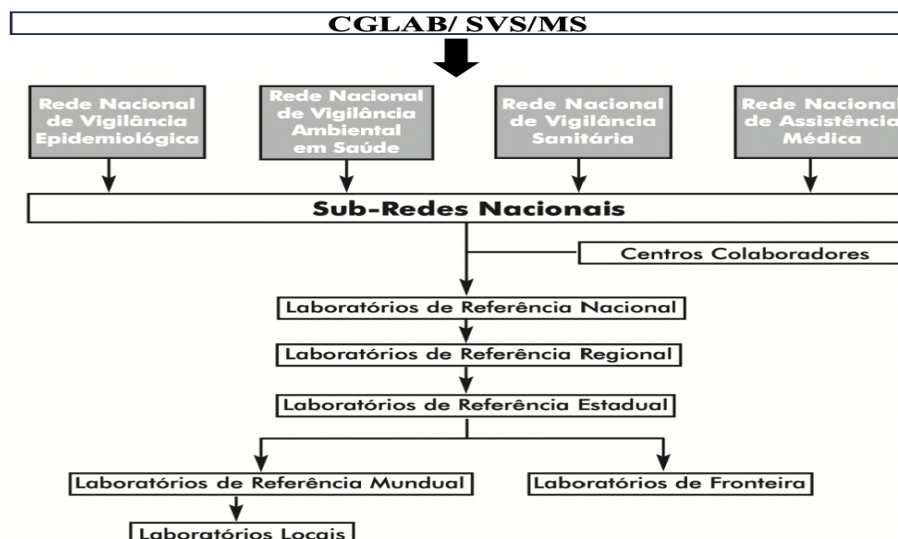 CGLAB/ SVS/MS
Rede Nacional
de Vigilância
Epidemiológica
Rede Nacional
de Vigilância
Ambiental
em Saúde
Rede Nacional
de Vigilância
Sanitária
Rede Nacional
de Assistência
Médica
Sub-Redes Nacionais
Centros Colaboradores
Laboratórios de Referência Nacional
Laboratórios de Referência Regional
Laboratórios de Referência Estadual
Laboratórios de Referência Mundual
Laboratórios de Fronteira
Laboratórios Locais